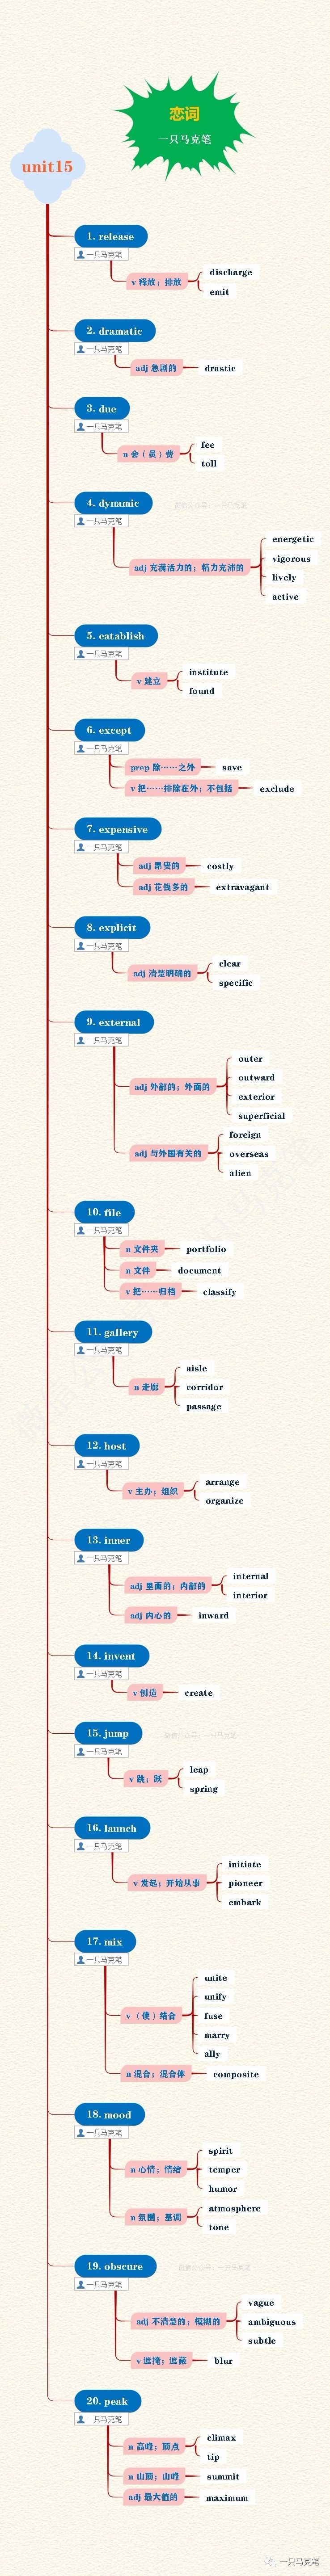 恋词
一只马克笔
unit15
1. release
一只马克笔
v 释放；排放
discharge
emit
2. dramatic
一只马克笔
adj 急剧的
drastic
3. due
一只马克笔
n 会（员）费
fee
toll
4. dynamic
一只马克笔
adj 充满活力的；精力充沛的
energetic
vigorous
lively
active
5. eatablish
一只马克笔
v 建立
institute
found
6. except
一只马克笔
prep 除……之外
save
v 把……排除在外；不包括
exclude
7. expensive
一只马克笔
adj 昂贵的
costly
adj 花钱多的
extravagant
8. explicit
一只马克笔
adj 清楚明确的
clear
specific
9. external
一只马克笔
adj 外部的；外面的
outer
outward
exterior
superficial
adj 与外国有关的
foreign
overseas
alien
10. file
一只马克笔
n 文件夹
portfolio
n 文件
document
v 把……归档
classify
11. gallery
一只马克笔
n 走廊
aisle
corridor
passage
12. host
一只马克笔
v 主办；组织
arrange
organize
13. inner
一只马克笔
adj 里面的；内部的
internal
interior
adj 内心的
inward
14. invent
一只马克笔
v 创造
create
15. jump
一只马克笔
v 跳；跃
leap
spring
16. launch
一只马克笔
v 发起；开始从事
initiate
pioneer
embark
17. mix
一只马克笔
v （使）结合
unite
unify
fuse
marry
ally
n 混合；混合体
composite
18. mood
一只马克笔
n 心情；情绪
spirit
temper
humor
n 氛围；基调
atmosphere
tone
19. obscure
一只马克笔
adj 不清楚的；模糊的
vague
ambiguous
subtle
v 遮掩；遮蔽
blur
20. peak
一只马克笔
n 高峰；顶点
climax
tip
n 山顶；山峰
summit
adj 最大值的
maximum
一只马克笔